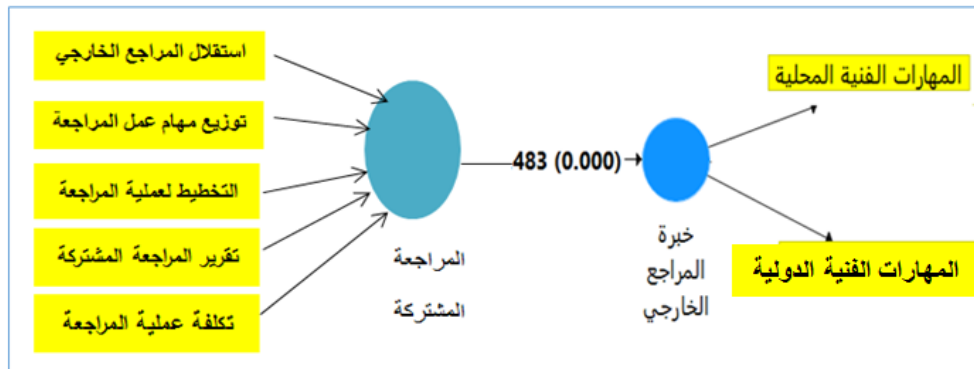 استقلال المراجع الخارجي
توزيع مهام عمل المراجعة
التخطيط لعملية المراجعة
تقرير المراجعة المشتركة
تكلفة عملية المراجعة
المراجعة
المشتركة
483 (0.000)
خبرة
المراجع
الخارجي
المهارات الفنية المحلية
المهارات الفنية الدولية